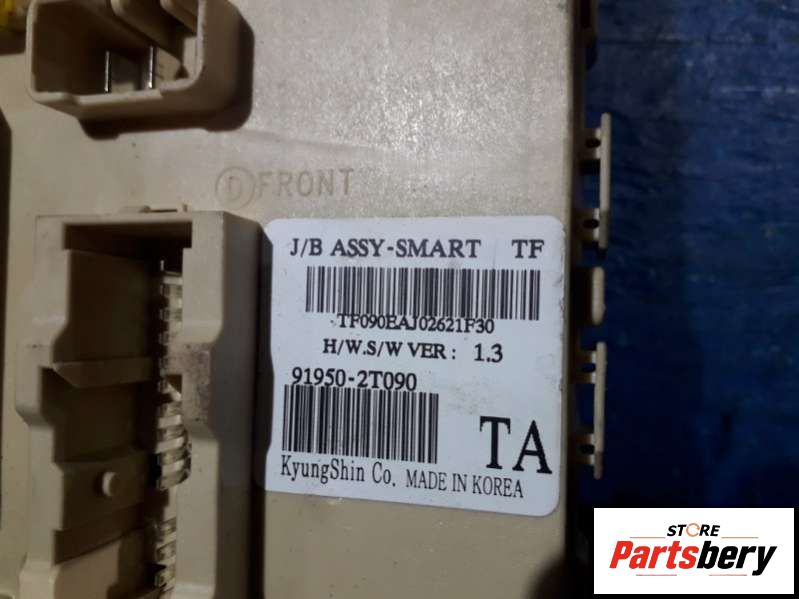 D FRONT
J/B ASSY-SMART TF
TF090EAJ02621F30
H/W.S/W VER : 1.3
91950-2T090
TA
KyungShin Co. MADE IN KOREA
STORE
Partsbery